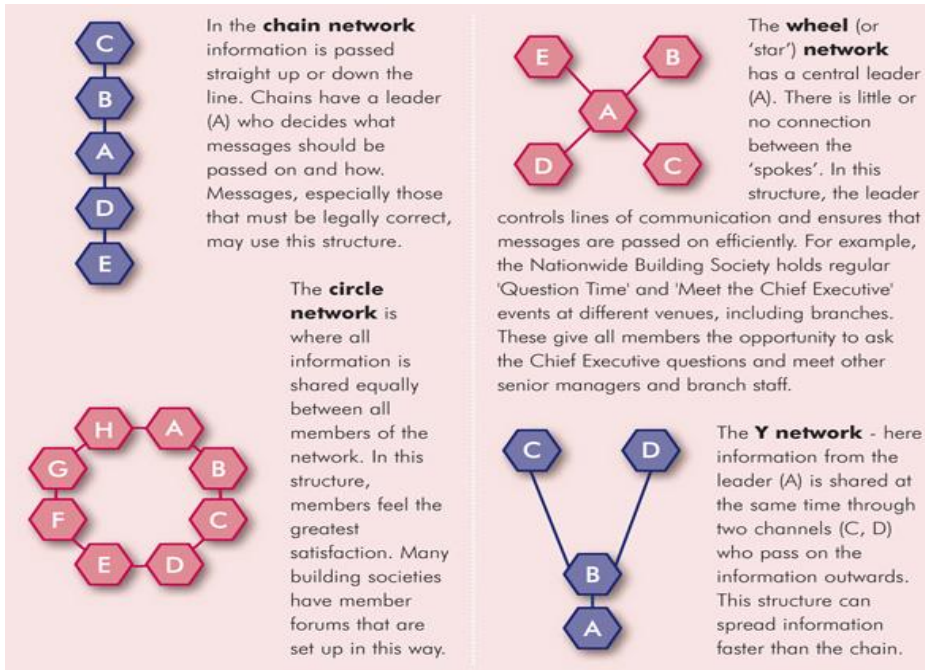 C
B
A
D
E
In the chain network
information is passed
straight up or down the
line. Chains have a leader
(A) who decides what
messages should be
passed on and how.
Messages, especially those
that must be legally correct,
may use this structure.
The circle
network is
where all
information is
shared equally
between all
members of the
network. In this
structure,
members feel the
greatest
satisfaction. Many
building societies
have member
forums that are
set up in this way.
H A
G B
F C
E D
E B
A
D C
The wheel (or
‘star’) network
has a central leader
(A). There is little or
no connection
between the
‘spokes’. In this
structure, the leader
controls lines of communication and ensures that
messages are passed on efficiently. For example,
the Nationwide Building Society holds regular
'Question Time' and 'Meet the Chief Executive'
events at different venues, including branches.
These give all members the opportunity to ask
the Chief Executive questions and meet other
senior managers and branch staff.
C D
B
A
The Y network - here
information from the
leader (A) is shared at
the same time through
two channels (C, D)
who pass on the
information outwards.
This structure can
spread information
faster than the chain.